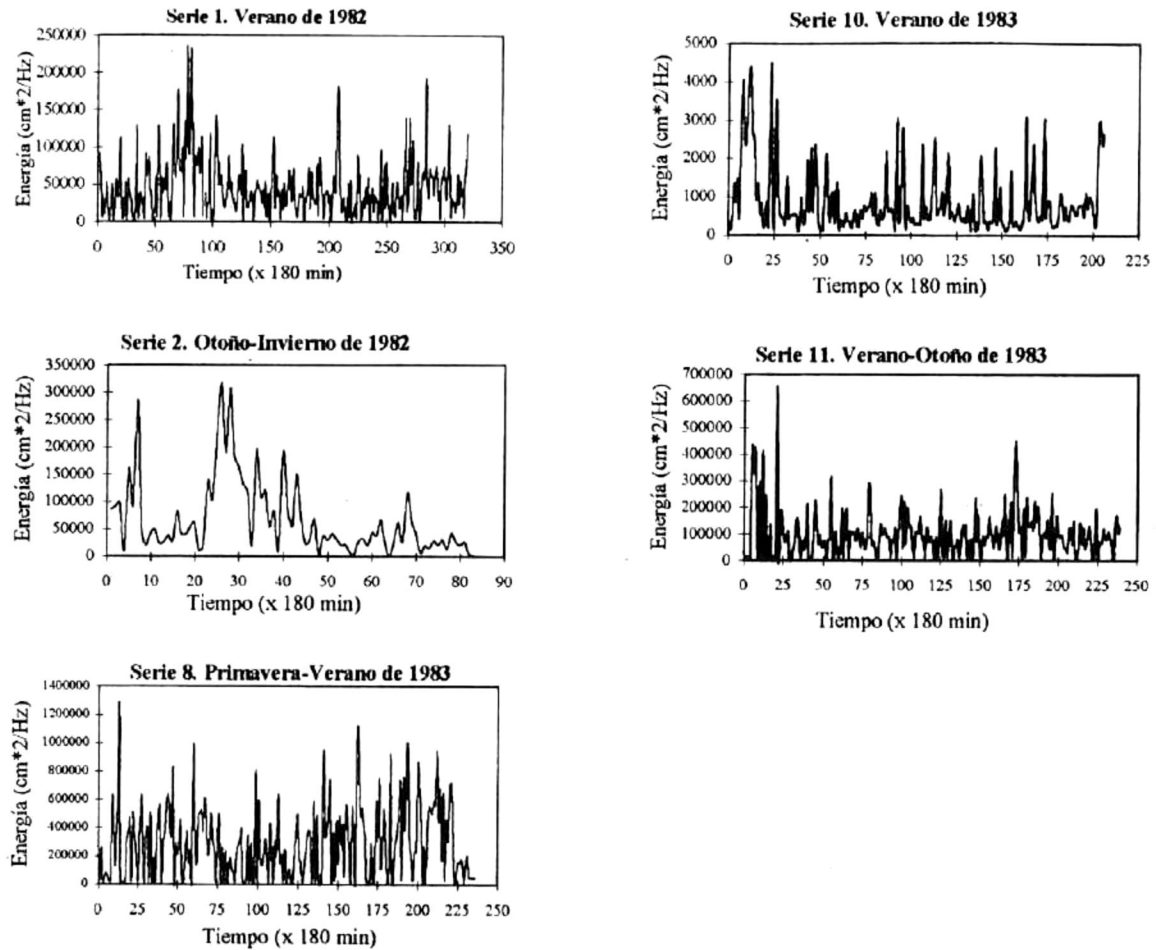 Serie 1. Verano de 1982
Energía (cm*2/Hz)
250000
200000
150000
100000
50000
0
0 50 100 150 200 250 300 350
Tiempo (x 180 min)
Serie 2. Otoño-Invierno de 1982
Energía (cm*2/Hz)
350000
300000
250000
200000
150000
100000
50000
0
0 10 20 30 40 50 60 70 80 90
Tiempo (x 180 min)
Serie 8. Primavera-Verano de 1983
Energía (cm*2/Hz)
1400000
1200000
1000000
800000
600000
400000
200000
0
0 25 50 75 100 125 150 175 200 225 250
Tiempo (x 180 min)
Serie 10. Verano de 1983
Energía (cm*2/Hz)
5000
4000
3000
2000
1000
0
0 25 50 75 100 125 150 175 200 225
Tiempo (x 180 min)
Serie 11. Verano-Otoño de 1983
Energía (cm*2/Hz)
700000
600000
500000
400000
300000
200000
100000
0
0 25 50 75 100 125 150 175 200 225 250
Tiempo (x 180 min)